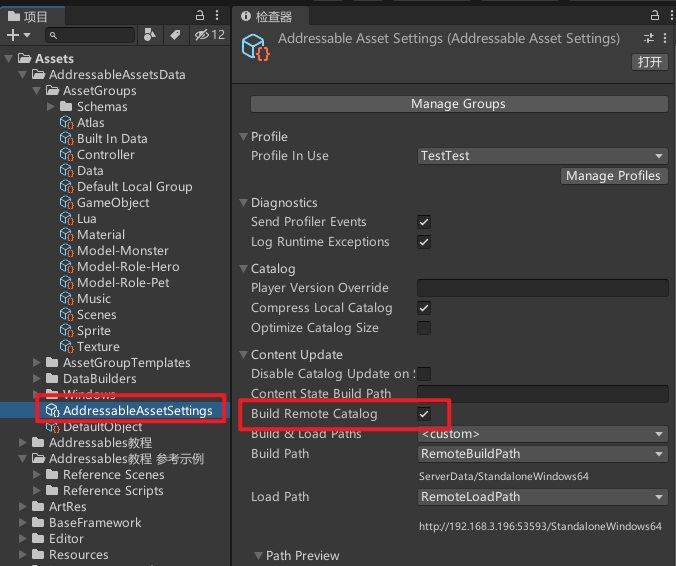 项目
12
Assets
AddressableAssetsData
AssetGroups
Schemas
Atlas
Built In Data
Controller
Data
Default Local Group
GameObject
Lua
Material
Model-Monster
Model-Role-Hero
Model-Role-Pet
Music
Scenes
Sprite
Texture
AssetGroupTemplates
DataBuilders
Windows
AddressableAssetSettings
DefaultObject
Addressables教程
Addressables教程 参考示例
Reference Scenes
Reference Scripts
ArtRes
BaseFramework
Editor
Resources
检查器
Addressable Asset Settings (Addressable Asset Settings)
打开
Manage Groups
Profile
Profile In Use TestTest
Manage Profiles
Diagnostics
Send Profiler Events
Log Runtime Exceptions
Catalog
Player Version Override
Compress Local Catalog
Optimize Catalog Size
Content Update
Disable Catalog Update on S
Content State Build Path
Build Remote Catalog
Build & Load Paths <custom>
Build Path RemoteBuildPath
ServerData/StandaloneWindows64
Load Path RemoteLoadPath
http://192.168.3.196:53593/StandaloneWindows64
Path Preview